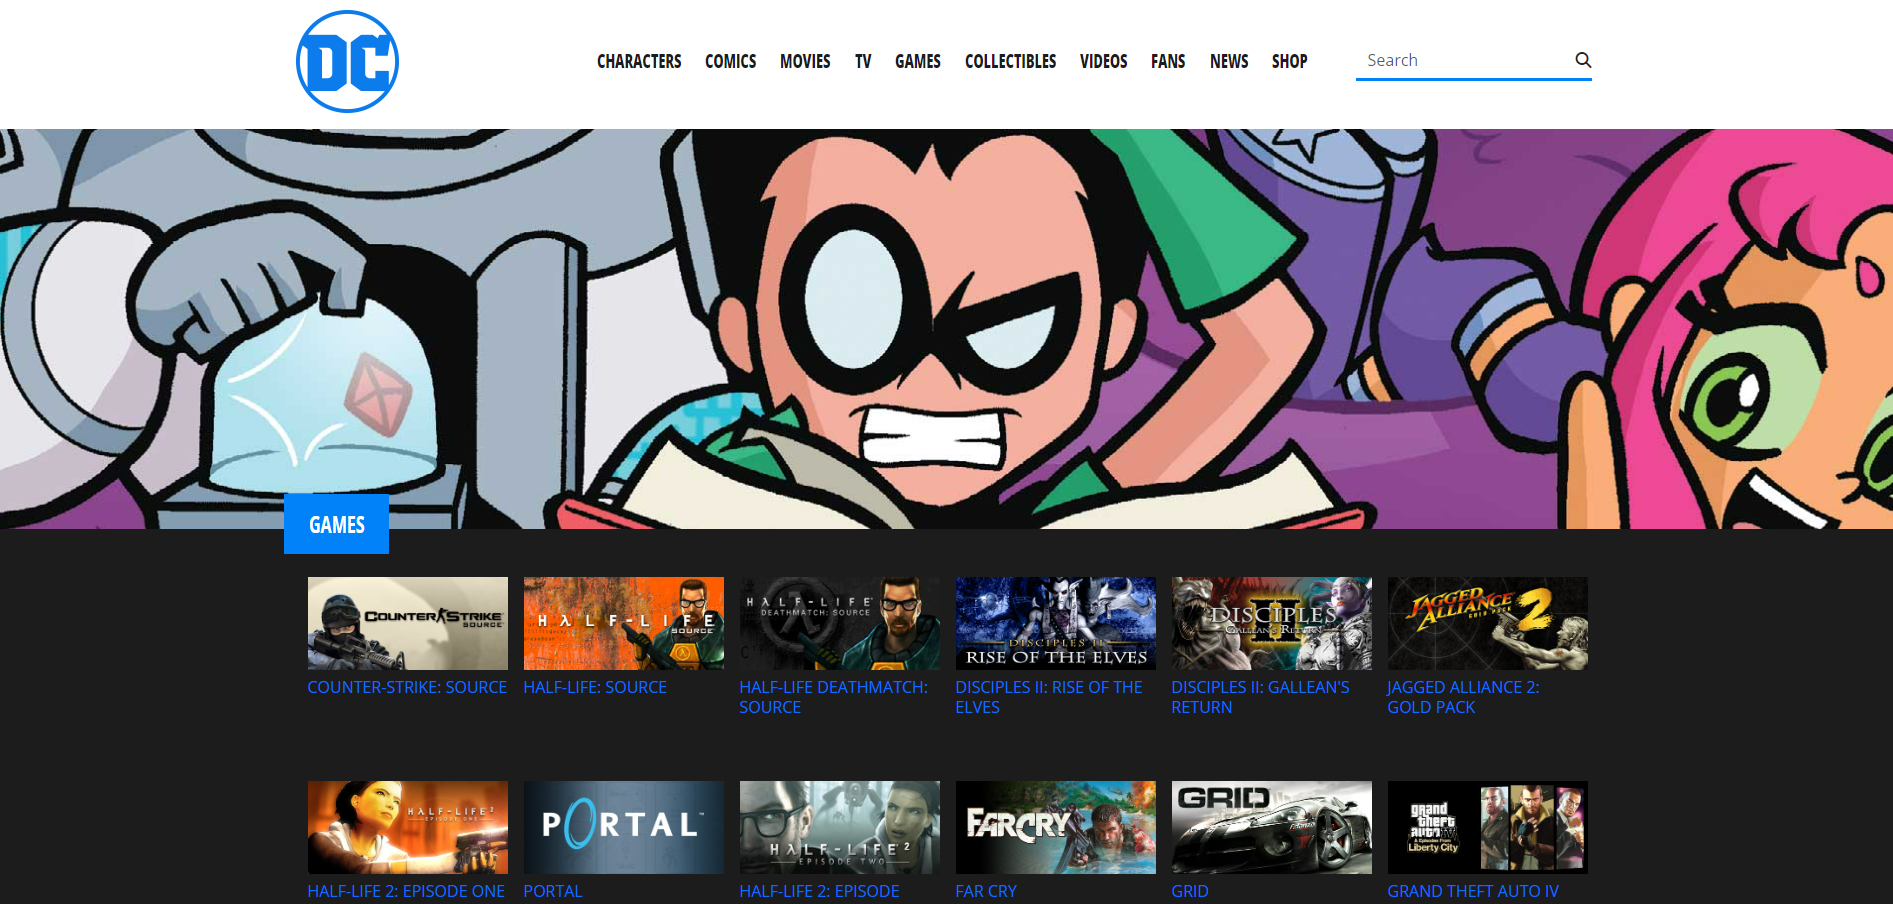 DC
CHARACTERS COMICS MOVIES TV GAMES COLLECTIBLES VIDEOS FANS NEWS SHOP
Search
GAMES
COUNTER STRIKE
SOURCE
HALF-LIFE
SOURCE
HALF-LIFE
DEATHMATCH: SOURCE
DISCIPLES II
RISE OF THE ELVES
DISCIPLES
II
GALLEAN'S RETURN
JAGGED
ALLIANCE 2
GOLD PACK
COUNTER-STRIKE: SOURCE
HALF-LIFE: SOURCE
HALF-LIFE DEATHMATCH:
SOURCE
DISCIPLES II: RISE OF THE
ELVES
DISCIPLES II: GALLEAN'S
RETURN
JAGGED ALLIANCE 2:
GOLD PACK
HALF-LIFE 2
EPISODE ONE
PORTAL™
HALF-LIFE 2
EPISODE TWO
FARCRY
GRID
grand
theft
auto IV
& Episodes From
Liberty City
HALF-LIFE 2: EPISODE ONE
PORTAL
HALF-LIFE 2: EPISODE
FAR CRY
GRID
GRAND THEFT AUTO IV